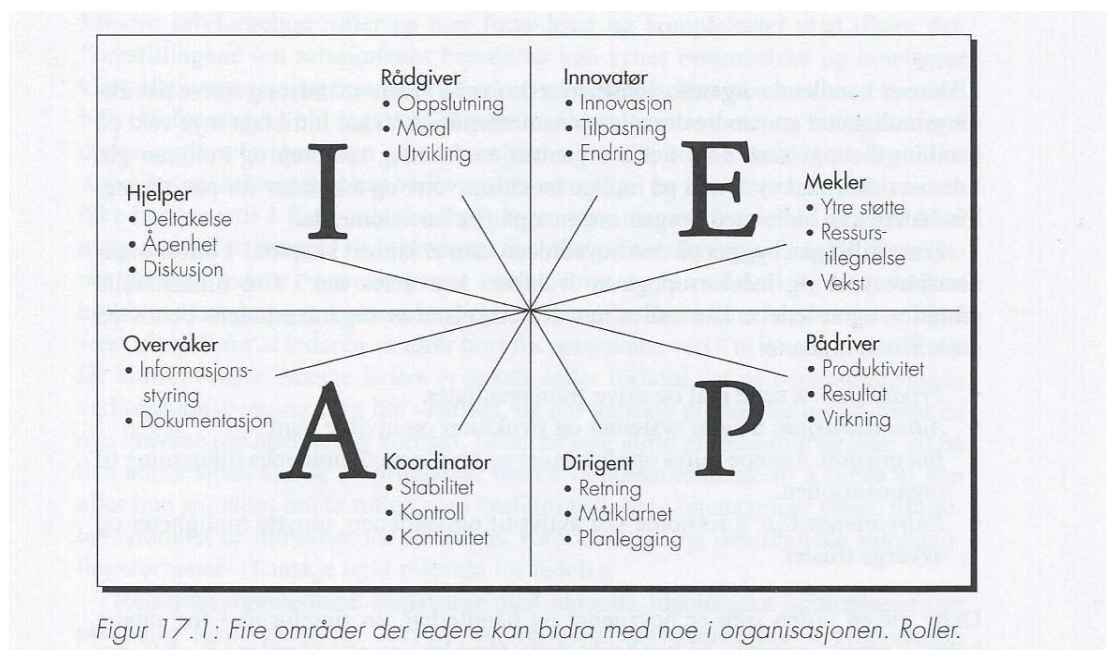 Rådgiver
• Oppslutning
• Moral
• Utvikling
Innovatør
• Innovasjon
• Tilpasning
• Endring
I
E
Hjelper
• Deltakelse
• Åpenhet
• Diskusjon
Mekler
• Ytre støtte
• Ressurs-
tilegnelse
• Vekst
Overvåker
• Informasjons-
styring
• Dokumentasjon
Pådriver
• Produktivitet
• Resultat
• Virkning
A
P
Koordinator
• Stabilitet
• Kontroll
• Kontinuitet
Dirigent
• Retning
• Målklarhet
• Planlegging
Figur 17.1: Fire områder der ledere kan bidra med noe i organisasjonen. Roller.